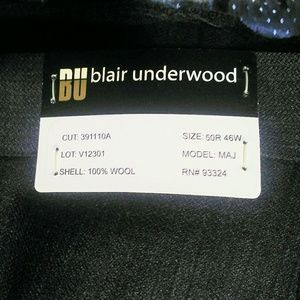 BU blair underwood
CUT: 391110A SIZE: 50R 46W
LOT: V12301 MODEL: MAJ
SHELL: 100% WOOL RN# 93324